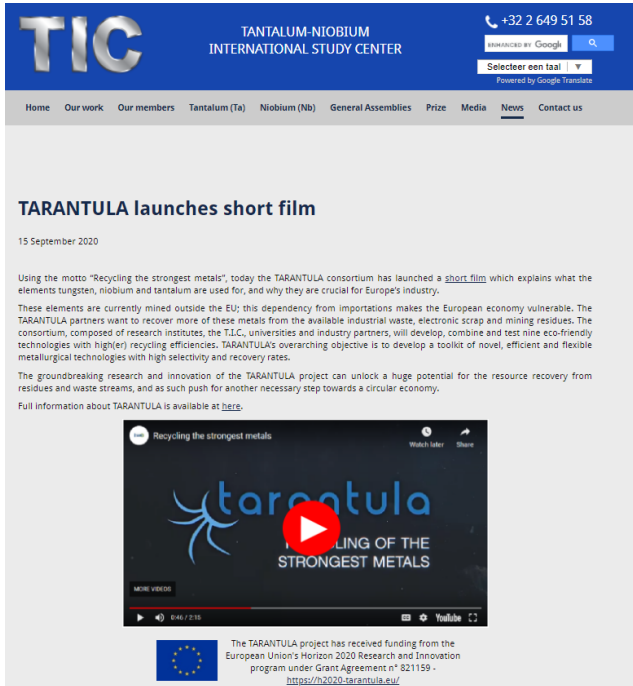 TIC
TANTALUM-NIOBIUM
INTERNATIONAL STUDY CENTER
+32 2 649 51 58
ENHANCED BY Google
Selecteer een taal ▼
Powered by Google Translate
Home Our work Our members Tantalum (Ta) Niobium (Nb) General Assemblies Prize Media News Contact us
TARANTULA launches short film
15 September 2020
Using the motto “Recycling the strongest metals”, today the TARANTULA consortium has launched a short film which explains what the
elements tungsten, niobium and tantalum are used for, and why they are crucial for Europe's industry.
These elements are currently mined outside the EU; this dependency from importations makes the European economy vulnerable. The
TARANTULA partners want to recover more of these metals from the available industrial waste, electronic scrap and mining residues. The
consortium, composed of research institutes, the T.I.C., universities and industry partners, will develop, combine and test nine eco-friendly
technologies with high(er) recycling efficiencies. TARANTULA's overarching objective is to develop a toolkit of novel, efficient and flexible
metallurgical technologies with high selectivity and recovery rates.
The groundbreaking research and innovation of the TARANTULA project can unlock a huge potential for the resource recovery from
residues and waste streams, and as such push for another necessary step towards a circular economy.
Full information about TARANTULA is available at here.
Recycling the strongest metals
Watch later Share
tarantula
LING OF THE
STRONGEST METALS
MORE VIDEOS
0:46 / 2:15 YouTube
The TARANTULA project has received funding from the
European Union's Horizon 2020 Research and Innovation
program under Grant Agreement n° 821159 -
https://h2020-tarantula.eu/